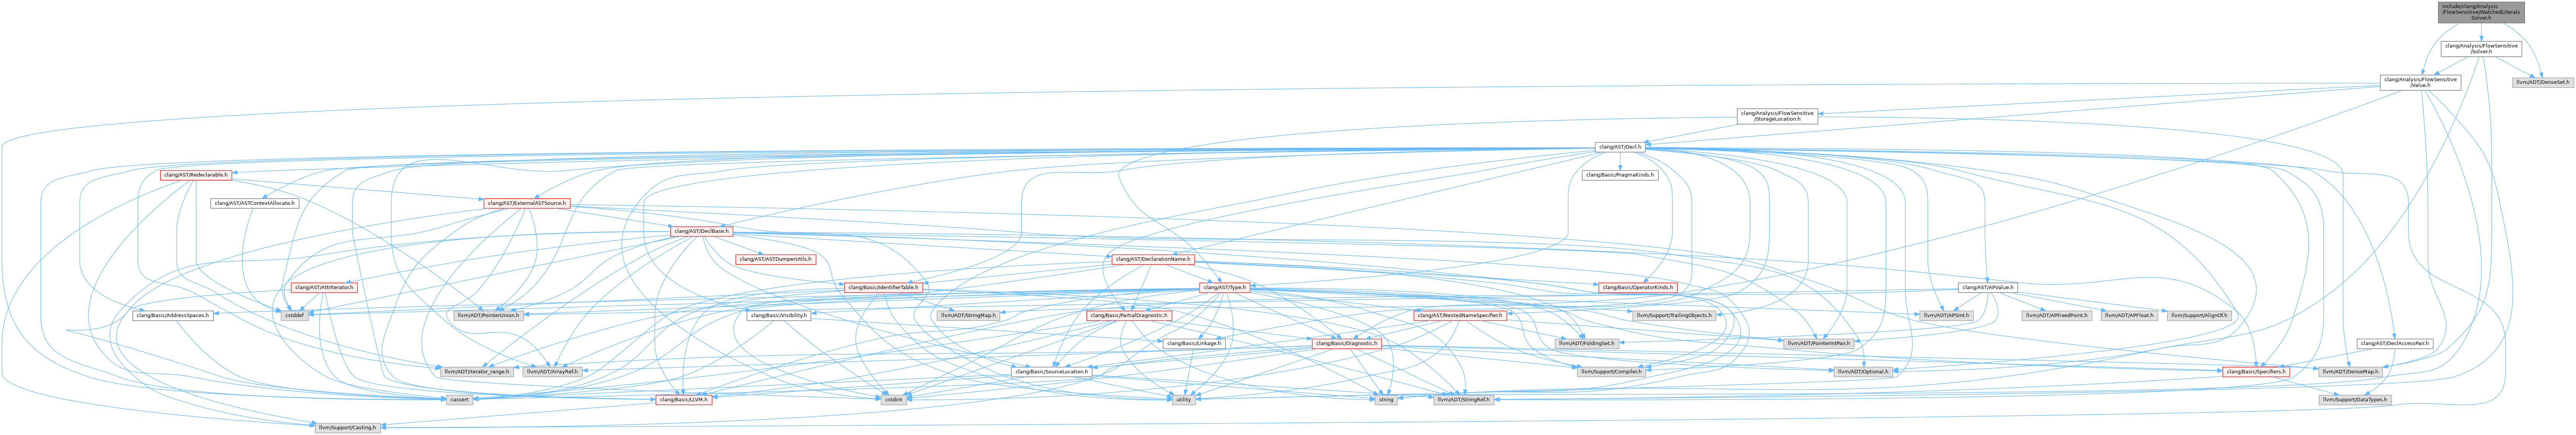 include/clang/Analysis
/FlowSensitive/WatchedLiterals
Solver.h
clang/Analysis/FlowSensitive
/Solver.h
clang/Analysis/FlowSensitive
/Value.h
llvm/ADT/DenseSet.h
clang/Analysis/FlowSensitive
/StorageLocation.h
clang/AST/Decl.h
clang/AST/Redeclarable.h
clang/Basic/PragmaKinds.h
clang/AST/ASTContextAllocate.h
clang/AST/ExternalASTSource.h
clang/AST/DeclBase.h
clang/AST/ASTDumperUtils.h
clang/AST/DeclarationName.h
clang/AST/AttrIterator.h
clang/Basic/IdentifierTable.h
clang/AST/Type.h
clang/Basic/OperatorKinds.h
clang/AST/APValue.h
clang/Basic/AddressSpaces.h
cstddef
llvm/ADT/PointerUnion.h
clang/Basic/Visibility.h
llvm/ADT/StringMap.h
clang/Basic/PartialDiagnostic.h
clang/AST/NestedNameSpecifier.h
llvm/Support/TrailingObjects.h
llvm/ADT/APSInt.h
llvm/ADT/APFixedPoint.h
llvm/ADT/APFloat.h
llvm/Support/AlignOf.h
clang/Basic/Linkage.h
clang/Basic/Diagnostic.h
llvm/ADT/FoldingSet.h
llvm/ADT/PointerIntPair.h
clang/AST/DeclAccessPair.h
llvm/ADT/iterator_range.h
llvm/ADT/ArrayRef.h
clang/Basic/SourceLocation.h
llvm/Support/Compiler.h
llvm/ADT/Optional.h
clang/Basic/Specifiers.h
llvm/ADT/DenseMap.h
cassert
clang/Basic/LLVM.h
cstdint
utility
string
llvm/ADT/StringRef.h
llvm/Support/DataTypes.h
llvm/Support/Casting.h